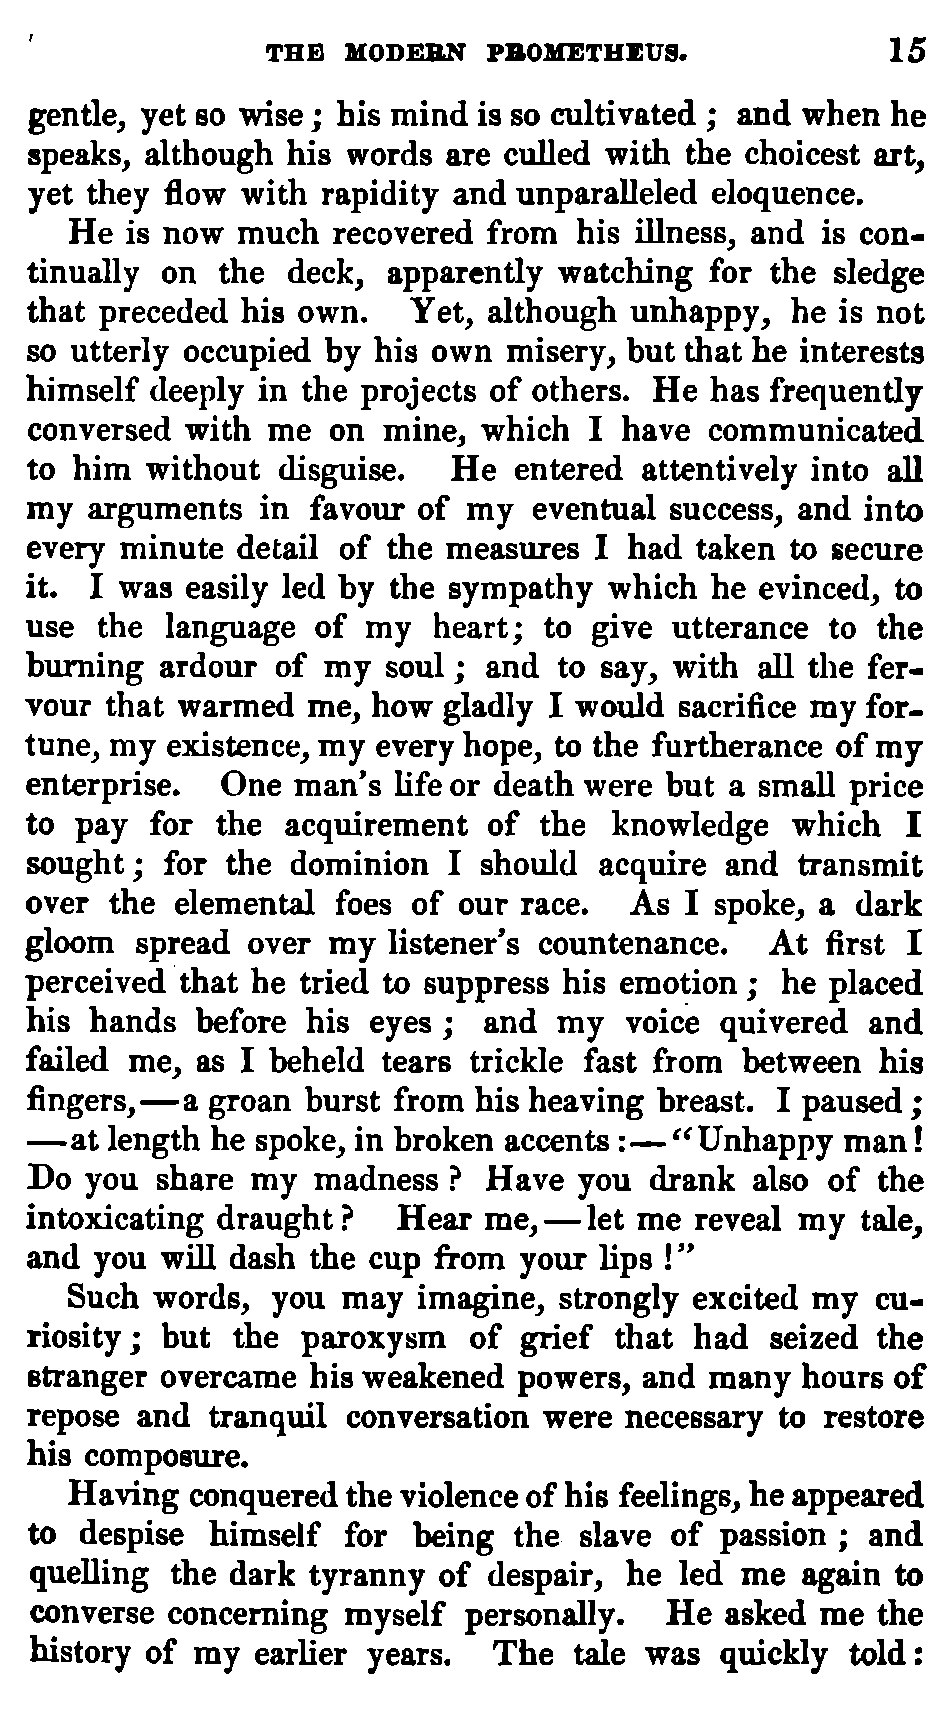 THE MODERN PROMETHEUS. 15
gentle, yet so wise ; his mind is so cultivated ; and when he
speaks, although his words are culled with the choicest art,
yet they flow with rapidity and unparalleled eloquence.
He is now much recovered from his illness, and is con-
tinually on the deck, apparently watching for the sledge
that preceded his own. Yet, although unhappy, he is not
so utterly occupied by his own misery, but that he interests
himself deeply in the projects of others. He has frequently
conversed with me on mine, which I have communicated
to him without disguise. He entered attentively into all
my arguments in favour of my eventual success, and into
every minute detail of the measures I had taken to secure
it. I was easily led by the sympathy which he evinced, to
use the language of my heart; to give utterance to the
burning ardour of my soul ; and to say, with all the fer-
vour that warmed me, how gladly I would sacrifice my for-
tune, my existence, my every hope, to the furtherance of my
enterprise. One man's life or death were but a small price
to pay for the acquirement of the knowledge which I
sought ; for the dominion I should acquire and transmit
over the elemental foes of our race. As I spoke, a dark
gloom spread over my listener's countenance. At first I
perceived that he tried to suppress his emotion ; he placed
his hands before his eyes ; and my voice quivered and
failed me, as I beheld tears trickle fast from between his
fingers,—a groan burst from his heaving breast. I paused ;
—at length he spoke, in broken accents :—“Unhappy man !
Do you share my madness ? Have you drank also of the
intoxicating draught ? Hear me,—let me reveal my tale,
and you will dash the cup from your lips !”
Such words, you may imagine, strongly excited my cu-
riosity ; but the paroxysm of grief that had seized the
stranger overcame his weakened powers, and many hours of
repose and tranquil conversation were necessary to restore
his composure.
Having conquered the violence of his feelings, he appeared
to despise himself for being the slave of passion ; and
quelling the dark tyranny of despair, he led me again to
converse concerning myself personally. He asked me the
history of my earlier years. The tale was quickly told :